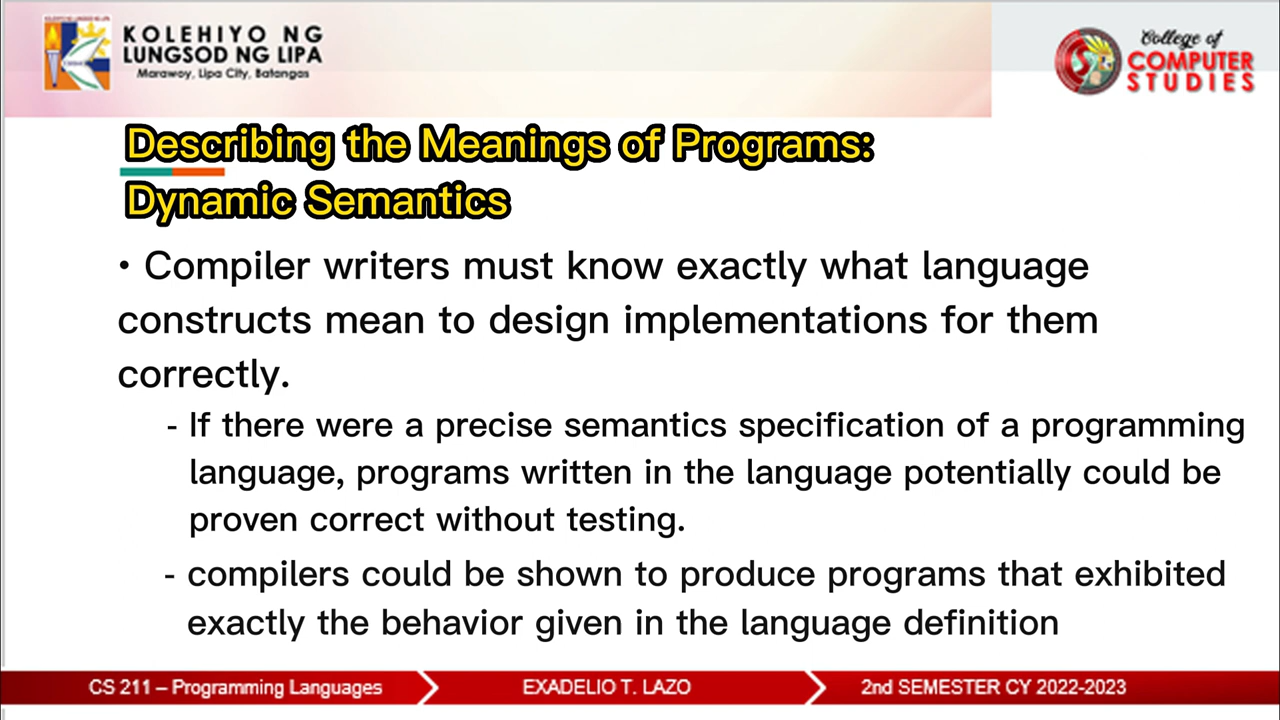 KOLEHIYO NG
LUNGSOD NG LIPA
Marawoy, Lipa City, Batangas
College of
COMPUTER
STUDIES
Describing the Meanings of Programs:
Dynamic Semantics
• Compiler writers must know exactly what language
constructs mean to design implementations for them
correctly.
- If there were a precise semantics specification of a programming
language, programs written in the language potentially could be
proven correct without testing.
- compilers could be shown to produce programs that exhibited
exactly the behavior given in the language definition
CS 211 – Programming Languages
EXADELIO T. LAZO
2nd SEMESTER CY 2022-2023